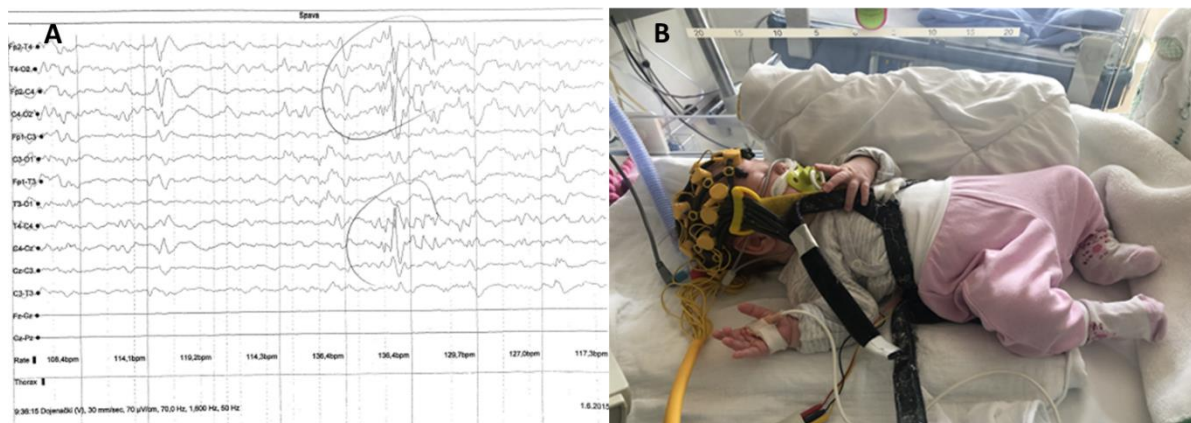 A
Spava
Fp2-T4
T4-O2
Fp2-C4
C4-O2
Fp1-C3
C3-O1
Fp1-T3
T3-O1
T4-C4
C4-Cz
Cz-C3
C3-T3
Fz-Cz
Cz-Pz
Rate 108,4bpm 114,1bpm 119,2bpm 114,3bpm 136,4bpm 136,4bpm 129,7bpm 127,0bpm 117,3bpm
Thorax
9:36:15 Dojenački (V), 30 mm/sec, 70 µV/cm, 70,0 Hz, 1,600 Hz, 50 Hz 1.6.2015
B
20 15 10 5 0 5 10 15 20